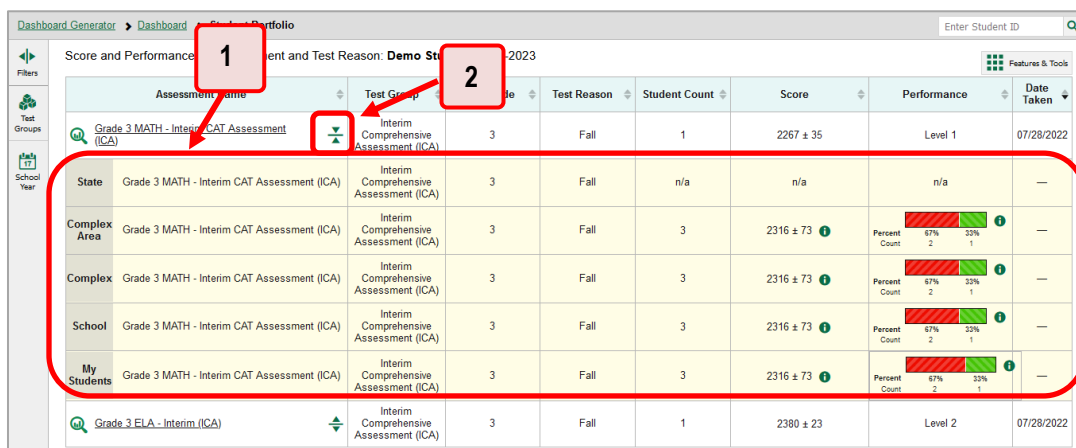 Dashboard Generator > Dashboard > Student Portfolio
Enter Student ID
Filters
Test
Groups
17
School
Year
Score and Performance ent and Test Reason: Demo Stu -2023
Features & Tools
1
2
Assessment Name Test Group de Test Reason Student Count Score Performance Date
Taken
Grade 3 MATH - Interim CAT Assessment
(ICA)
Interim
Comprehensive
Assessment (ICA)
3 Fall 1 2267 ± 35 Level 1 07/28/2022
State Grade 3 MATH - Interim CAT Assessment (ICA)
Interim
Comprehensive
Assessment (ICA)
3 Fall n/a n/a n/a —
Complex
Area
Grade 3 MATH - Interim CAT Assessment (ICA)
Interim
Comprehensive
Assessment (ICA)
3 Fall 3 2316 ± 73
Percent 67% 33%
Count 2 1
—
Complex Grade 3 MATH - Interim CAT Assessment (ICA)
Interim
Comprehensive
Assessment (ICA)
3 Fall 3 2316 ± 73
Percent 67% 33%
Count 2 1
—
School Grade 3 MATH - Interim CAT Assessment (ICA)
Interim
Comprehensive
Assessment (ICA)
3 Fall 3 2316 ± 73
Percent 67% 33%
Count 2 1
—
My
Students
Grade 3 MATH - Interim CAT Assessment (ICA)
Interim
Comprehensive
Assessment (ICA)
3 Fall 3 2316 ± 73
Percent 67% 33%
Count 2 1
—
Grade 3 ELA - Interim (ICA)
Interim
Comprehensive
Assessment (ICA)
3 Fall 1 2380 ± 23 Level 2 07/28/2022